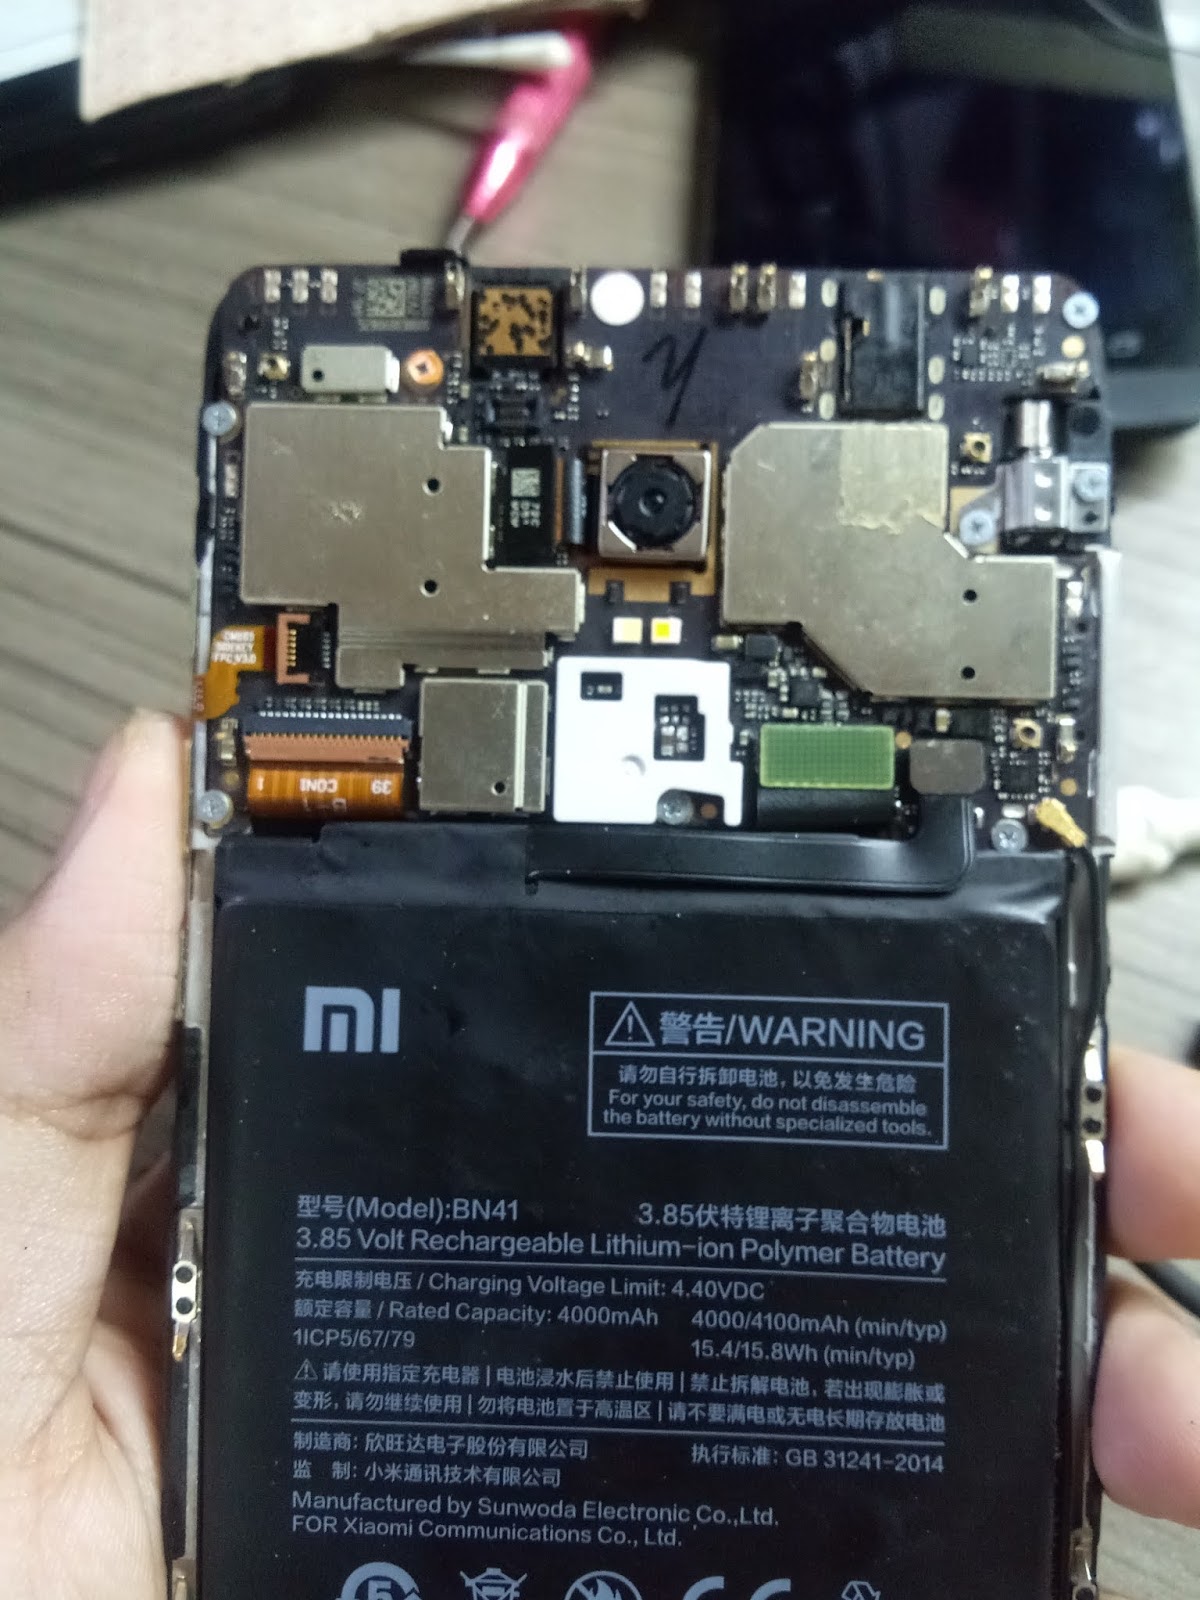 CON1
39
1
MI
警告/WARNING
请勿自行拆卸电池，以免发生危险
For your safety, do not disassemble
the battery without specialized tools.
型号(Model):BN41
3.85伏特锂离子聚合物电池
3.85 Volt Rechargeable Lithium-ion Polymer Battery
充电限制电压 / Charging Voltage Limit: 4.40VDC
额定容量 / Rated Capacity: 4000mAh 4000/4100mAh (min/typ)
1ICP5/67/79 15.4/15.8Wh (min/typ)
请使用指定充电器 | 电池浸水后禁止使用 | 禁止拆解电池，若出现膨胀或
变形，请勿继续使用 | 勿将电池置于高温区 | 请不要满电或无电长期存放电池
制造商: 欣旺达电子股份有限公司 执行标准: GB 31241-2014
监 制: 小米通讯技术有限公司
Manufactured by Sunwoda Electronic Co.,Ltd.
FOR Xiaomi Communications Co., Ltd.